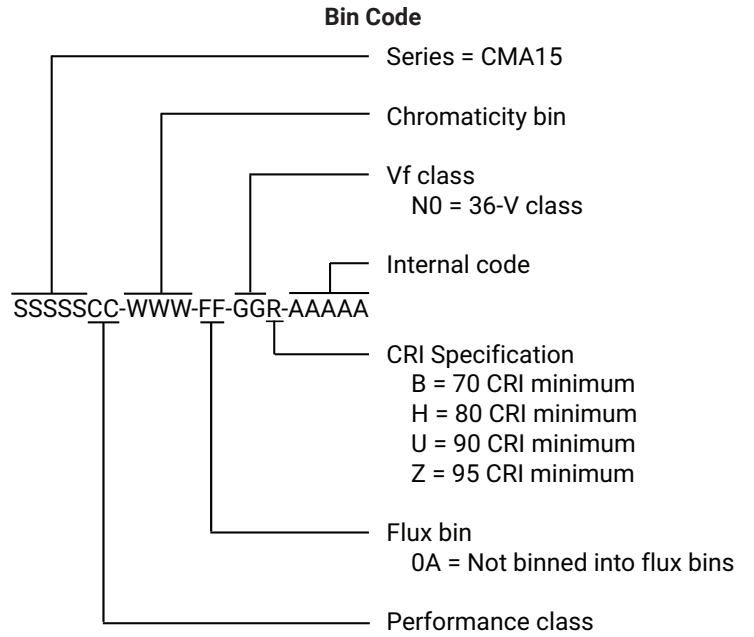 Bin Code
Series = CMA15
Chromaticity bin
Vf class
N0 = 36-V class
Internal code
SSSSSCC-WWW-FF-GGR-AAAAA
CRI Specification
B = 70 CRI minimum
H = 80 CRI minimum
U = 90 CRI minimum
Z = 95 CRI minimum
Flux bin
0A = Not binned into flux bins
Performance class